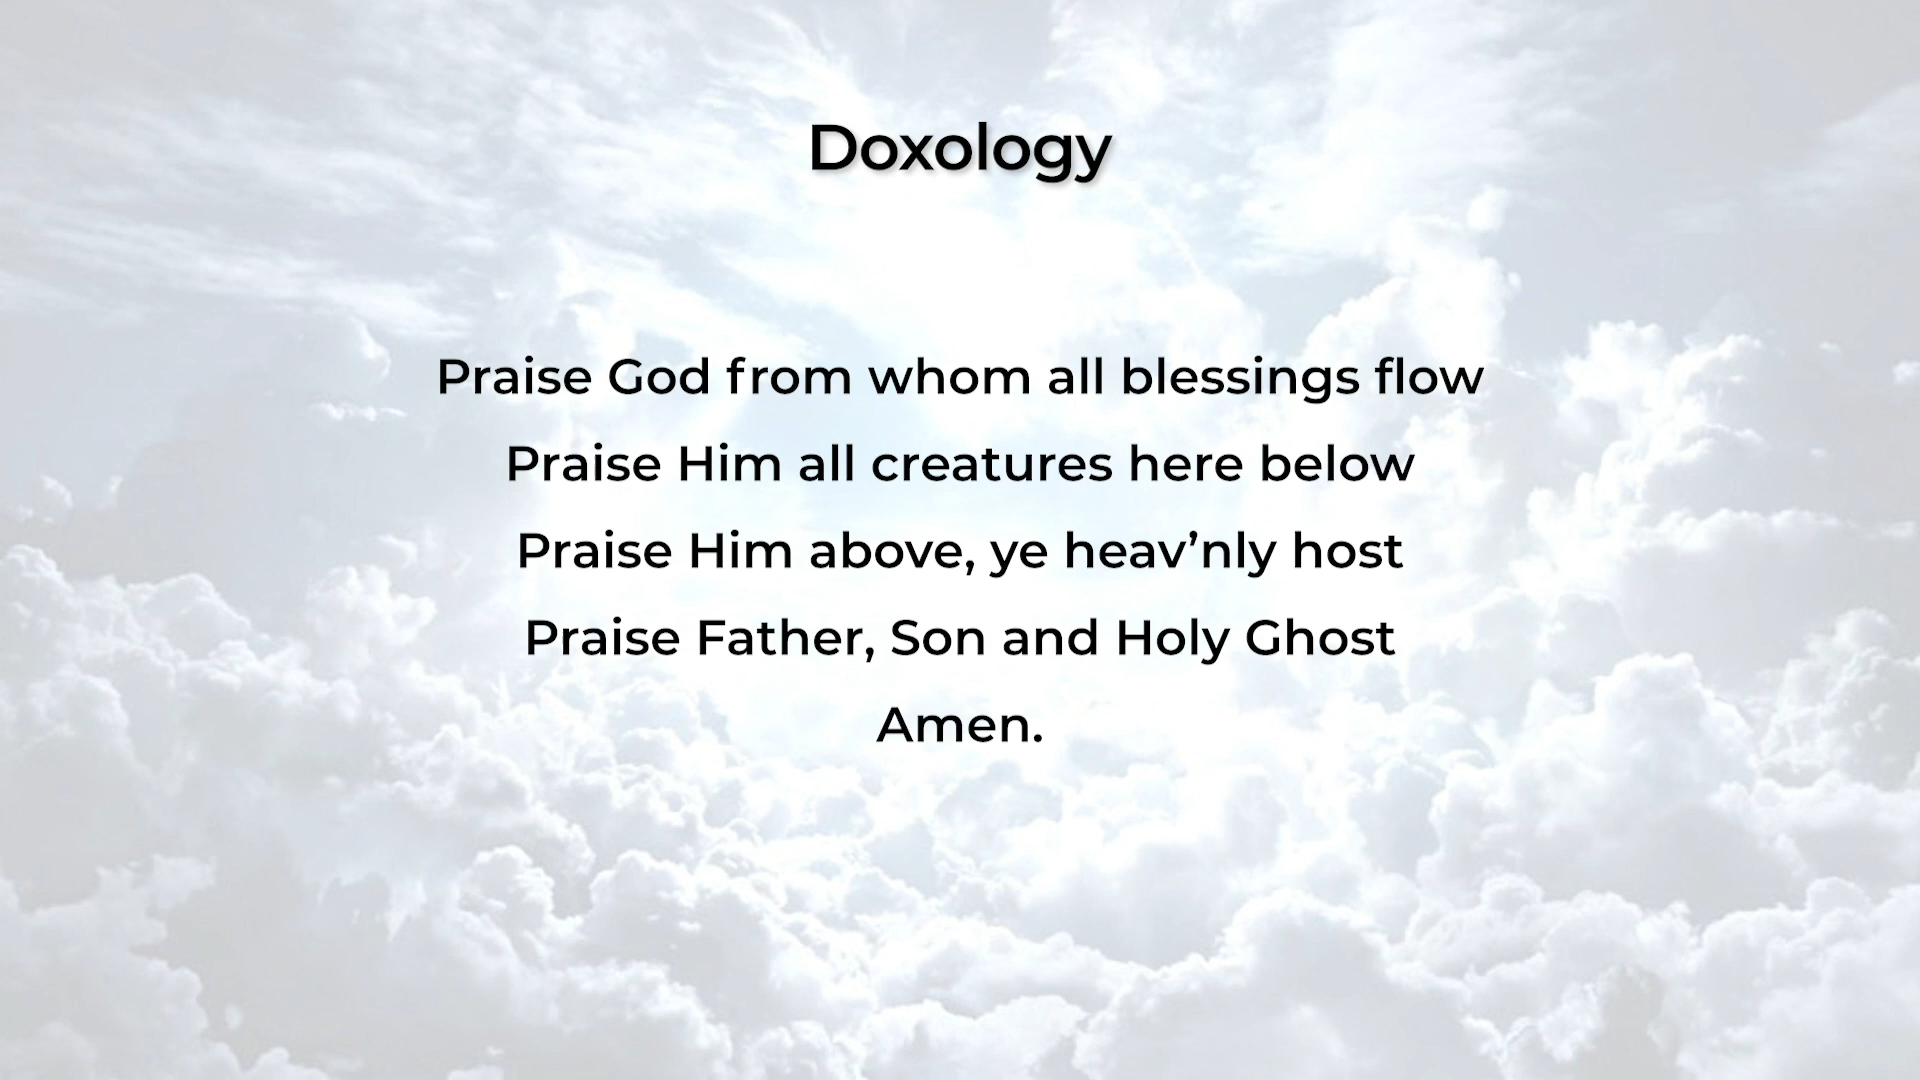 Doxology
Praise God from whom all blessings flow
Praise Him all creatures here below
Praise Him above, ye heav’nly host
Praise Father, Son and Holy Ghost
Amen.